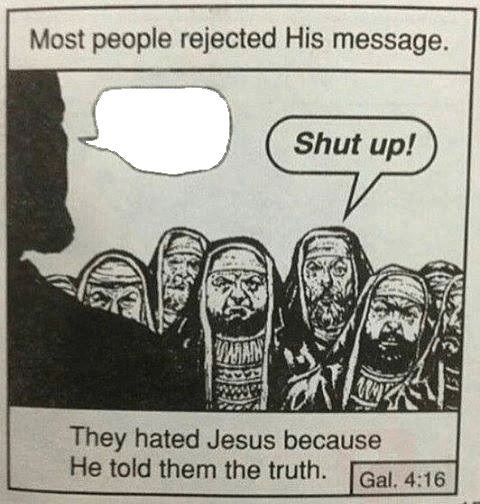 Most people rejected His message.
Shut up!
They hated Jesus because
He told them the truth.
Gal. 4:16